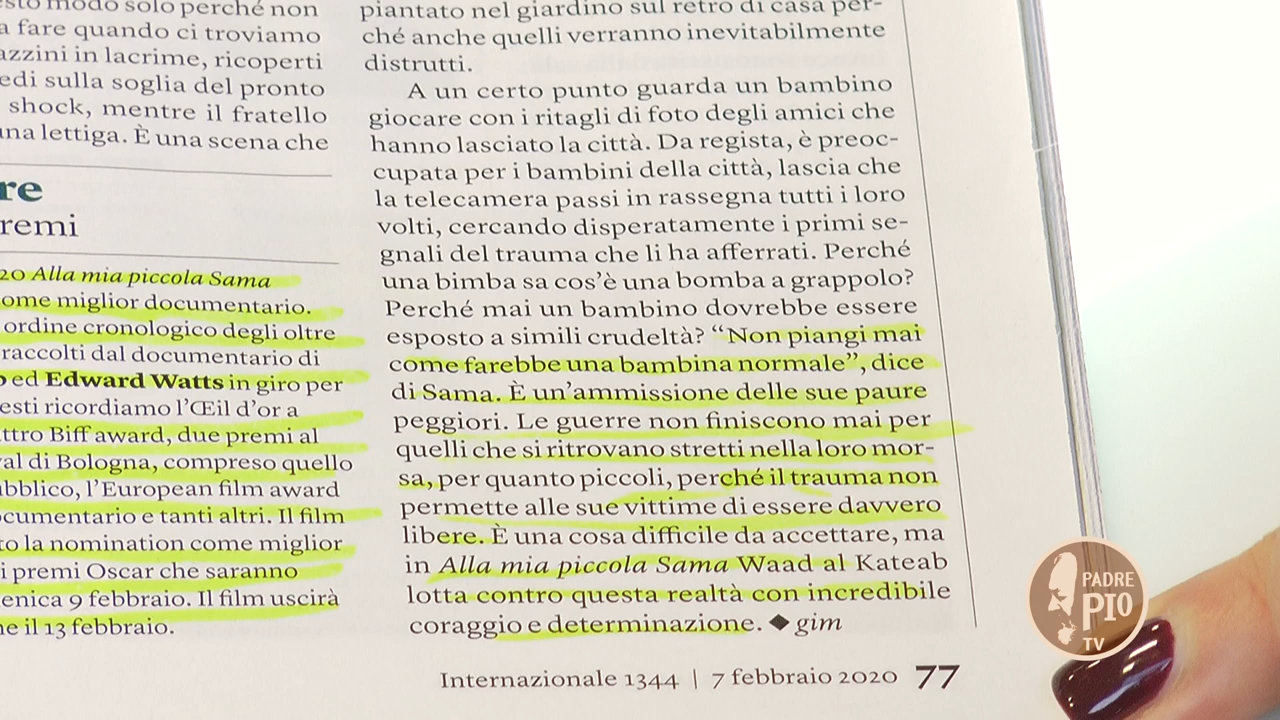 sto modo solo perché non
a fare quando ci troviamo
azzini in lacrime, ricoperti
edi sulla soglia del pronto
shock, mentre il fratello
una lettiga. È una scena che
re
remi
20 Alla mia piccola Sama
ome miglior documentario.
ordine cronologico degli oltre
raccolti dal documentario di
o ed Edward Watts in giro per
esti ricordiamo l'Œil d'or a
ttro Biff award, due premi al
al di Bologna, compreso quello
bblico, l'European film award
ocumentario e tanti altri. Il film
to la nomination come miglior
i premi Oscar che saranno
enica 9 febbraio. Il film uscirà
ne il 13 febbraio.
piantato nel giardino sul retro di casa per-
ché anche quelli verranno inevitabilmente
distrutti.
A un certo punto guarda un bambino
giocare con i ritagli di foto degli amici che
hanno lasciato la città. Da regista, è preoc-
cupata per i bambini della città, lascia che
la telecamera passi in rassegna tutti i loro
volti, cercando disperatamente i primi se-
gnali del trauma che li ha afferrati. Perché
una bimba sa cos'è una bomba a grappolo?
Perché mai un bambino dovrebbe essere
esposto a simili crudeltà? “Non piangi mai
come farebbe una bambina normale”, dice
di Sama. È un'ammissione delle sue paure
peggiori. Le guerre non finiscono mai per
quelli che si ritrovano stretti nella loro mor-
sa, per quanto piccoli, perché il trauma non
permette alle sue vittime di essere davvero
libere. È una cosa difficile da accettare, ma
in Alla mia piccola Sama Waad al Kateab
lotta contro questa realtà con incredibile
coraggio e determinazione. ◆ gim
Internazionale 1344 | 7 febbraio 2020 77
PADRE
PIO
TV